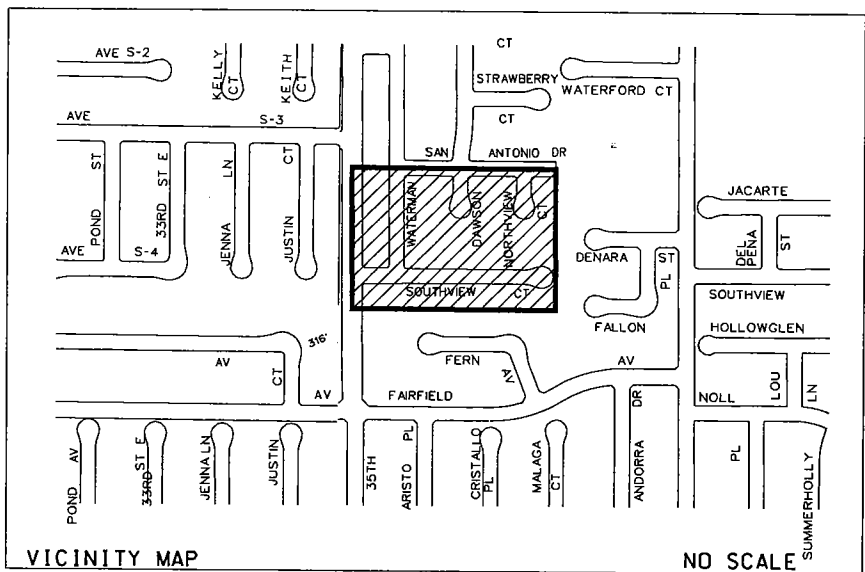 AVE S-2
KELLY
CT
KEITH
CT
CT
STRAWBERRY
CT
WATERFORD CT
AVE
S-3
SAN ANTONIO DR
POND ST
33RD ST E
JENNA LN
JUSTIN CT
WATERMAN
DAWSON
NORTHVIEW
CT
JACARTE
DEL PENA
ST
AVE
S-4
DENARA
ST
PL
SOUTHVIEW CT
SOUTHVIEW
FALLON
HOLLOWGLEN
316'
AV
CT
FERN
AV
AV
AV
FAIRFIELD
NOLL
LOU
LN
DR
POND AV
33RD ST E
JENNA LN
JUSTIN
35TH
ARISTO PL
CRISTALLO
PL
MALAGA
CT
ANDORRA
PL
SUMMERHOLLY
VICINITY MAP
NO SCALE